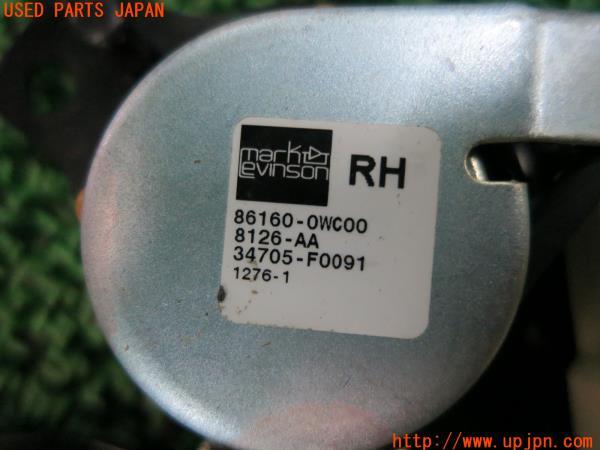 USED PARTS JAPAN
mark
Levinson
RH
86160-0WC00
8126-AA
34705-F0091
1276-1
http://www.upjpn.com/